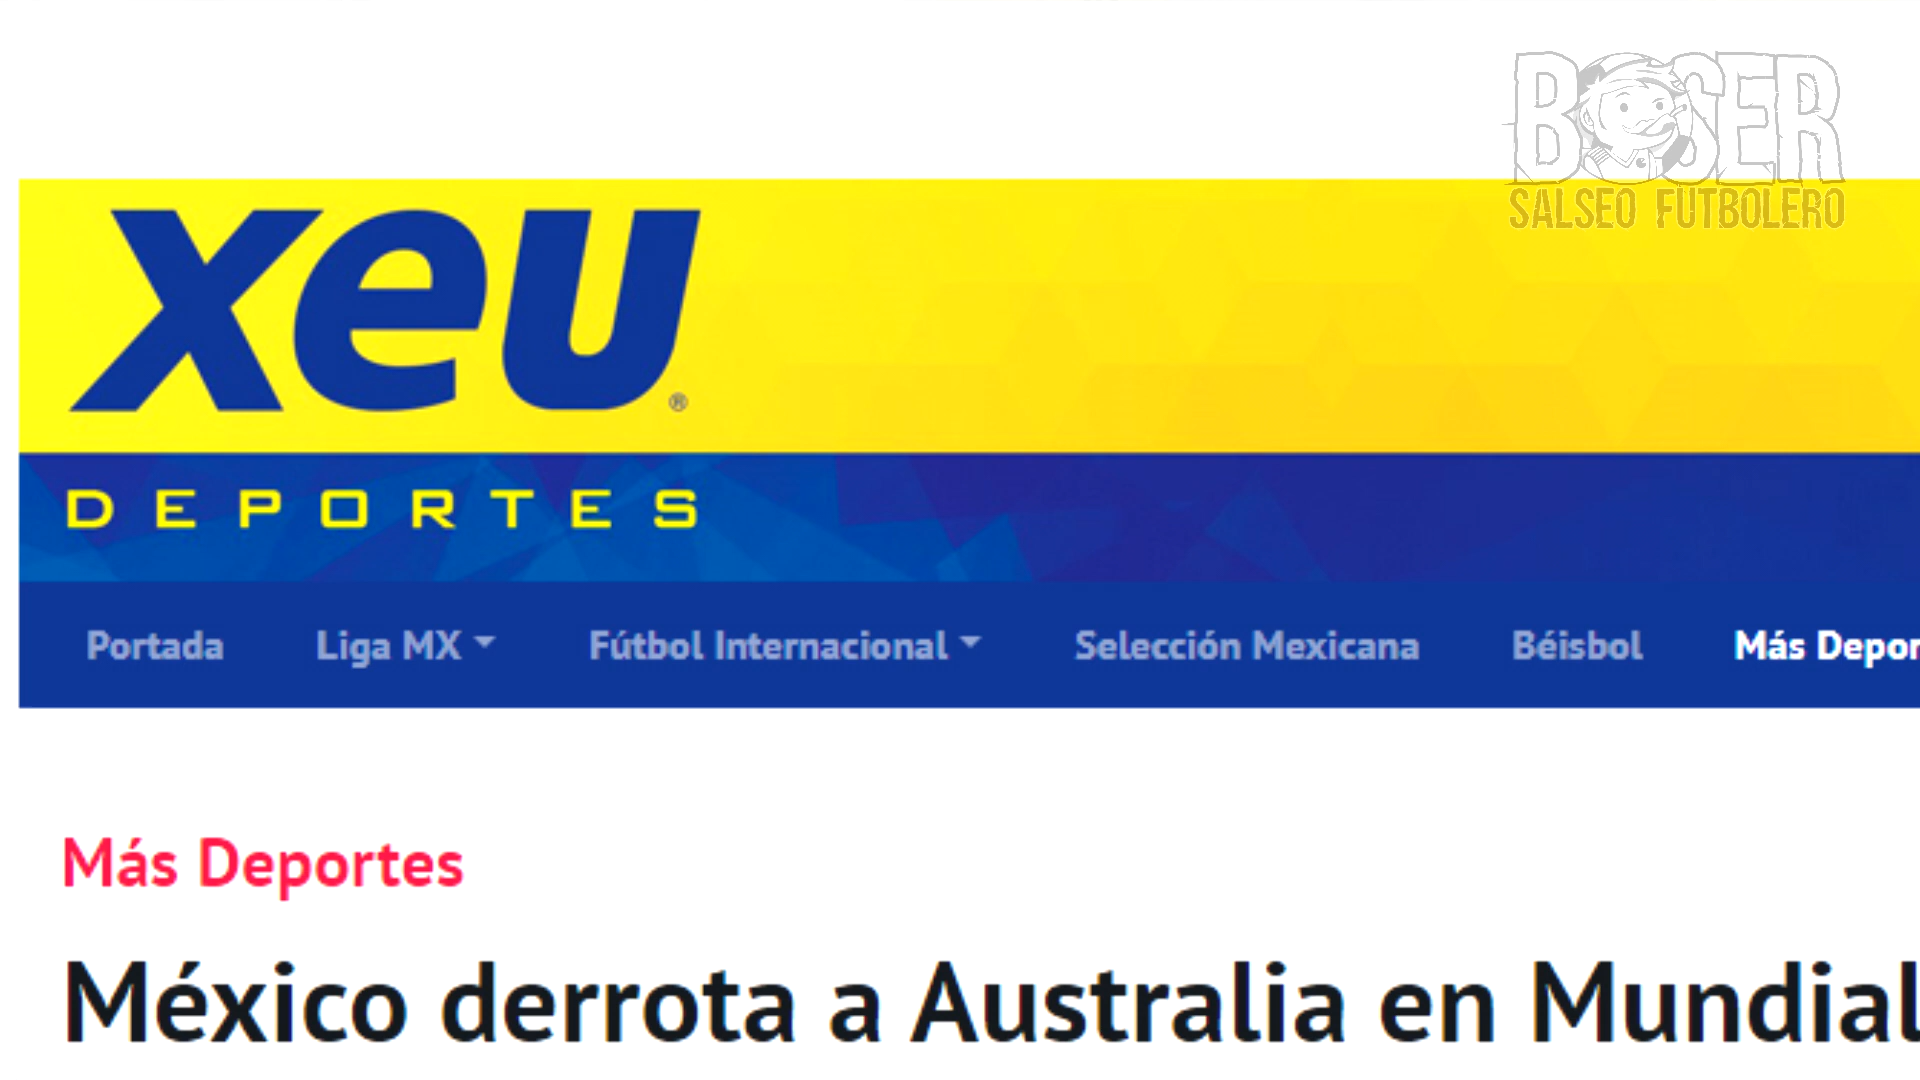 BOSER
SALSEO FUTBOLERO
xeu®
DEPORTES
Portada Liga MX Fútbol Internacional Selección Mexicana Béisbol Más Depor
Más Deportes
México derrota a Australia en Mundial